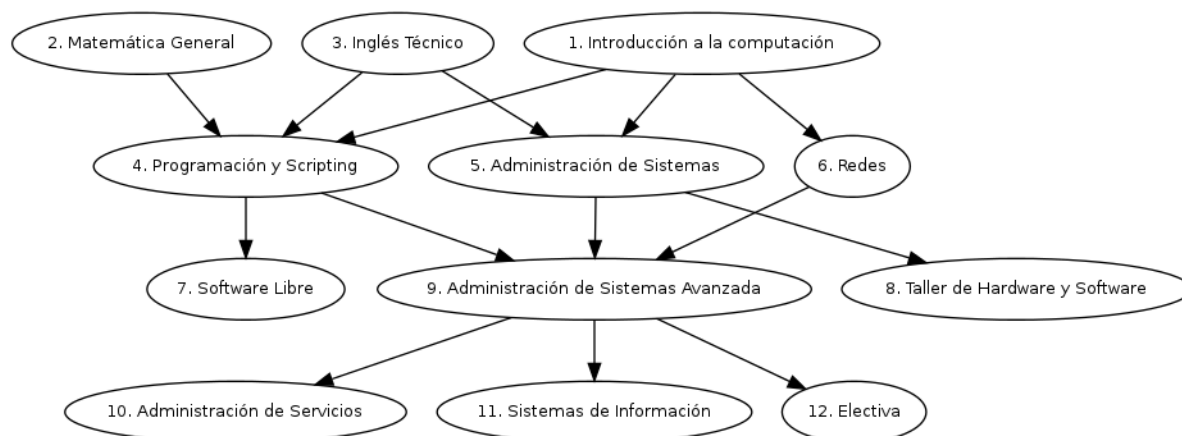 2. Matemática General
3. Inglés Técnico
1. Introducción a la computación
4. Programación y Scripting
5. Administración de Sistemas
6. Redes
7. Software Libre
9. Administración de Sistemas Avanzada
8. Taller de Hardware y Software
10. Administración de Servicios
11. Sistemas de Información
12. Electiva